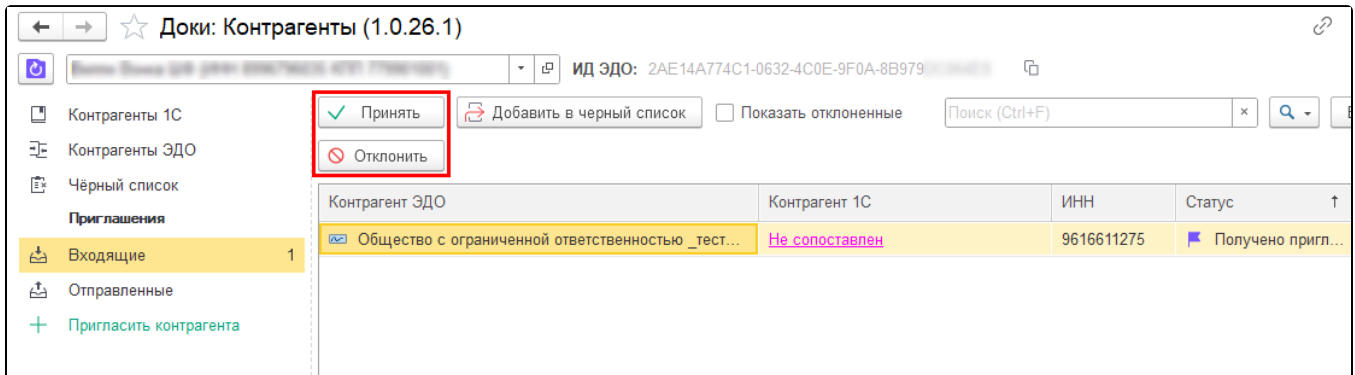 Доки: Контрагенты (1.0.26.1)
ИД ЭДО: 2AE14A774C1-0632-4C0E-9F0A-8B979
Контрагенты 1С
Контрагенты ЭДО
Чёрный список
Приглашения
Входящие 1
Отправленные
Пригласить контрагента
Принять Добавить в черный список Показать отклоненные Поиск (Ctrl+F)
Отклонить
Контрагент ЭДО Контрагент 1С ИНН Статус
Общество с ограниченной ответственностью _тест... Не сопоставлен 9616611275 Получено пригл...